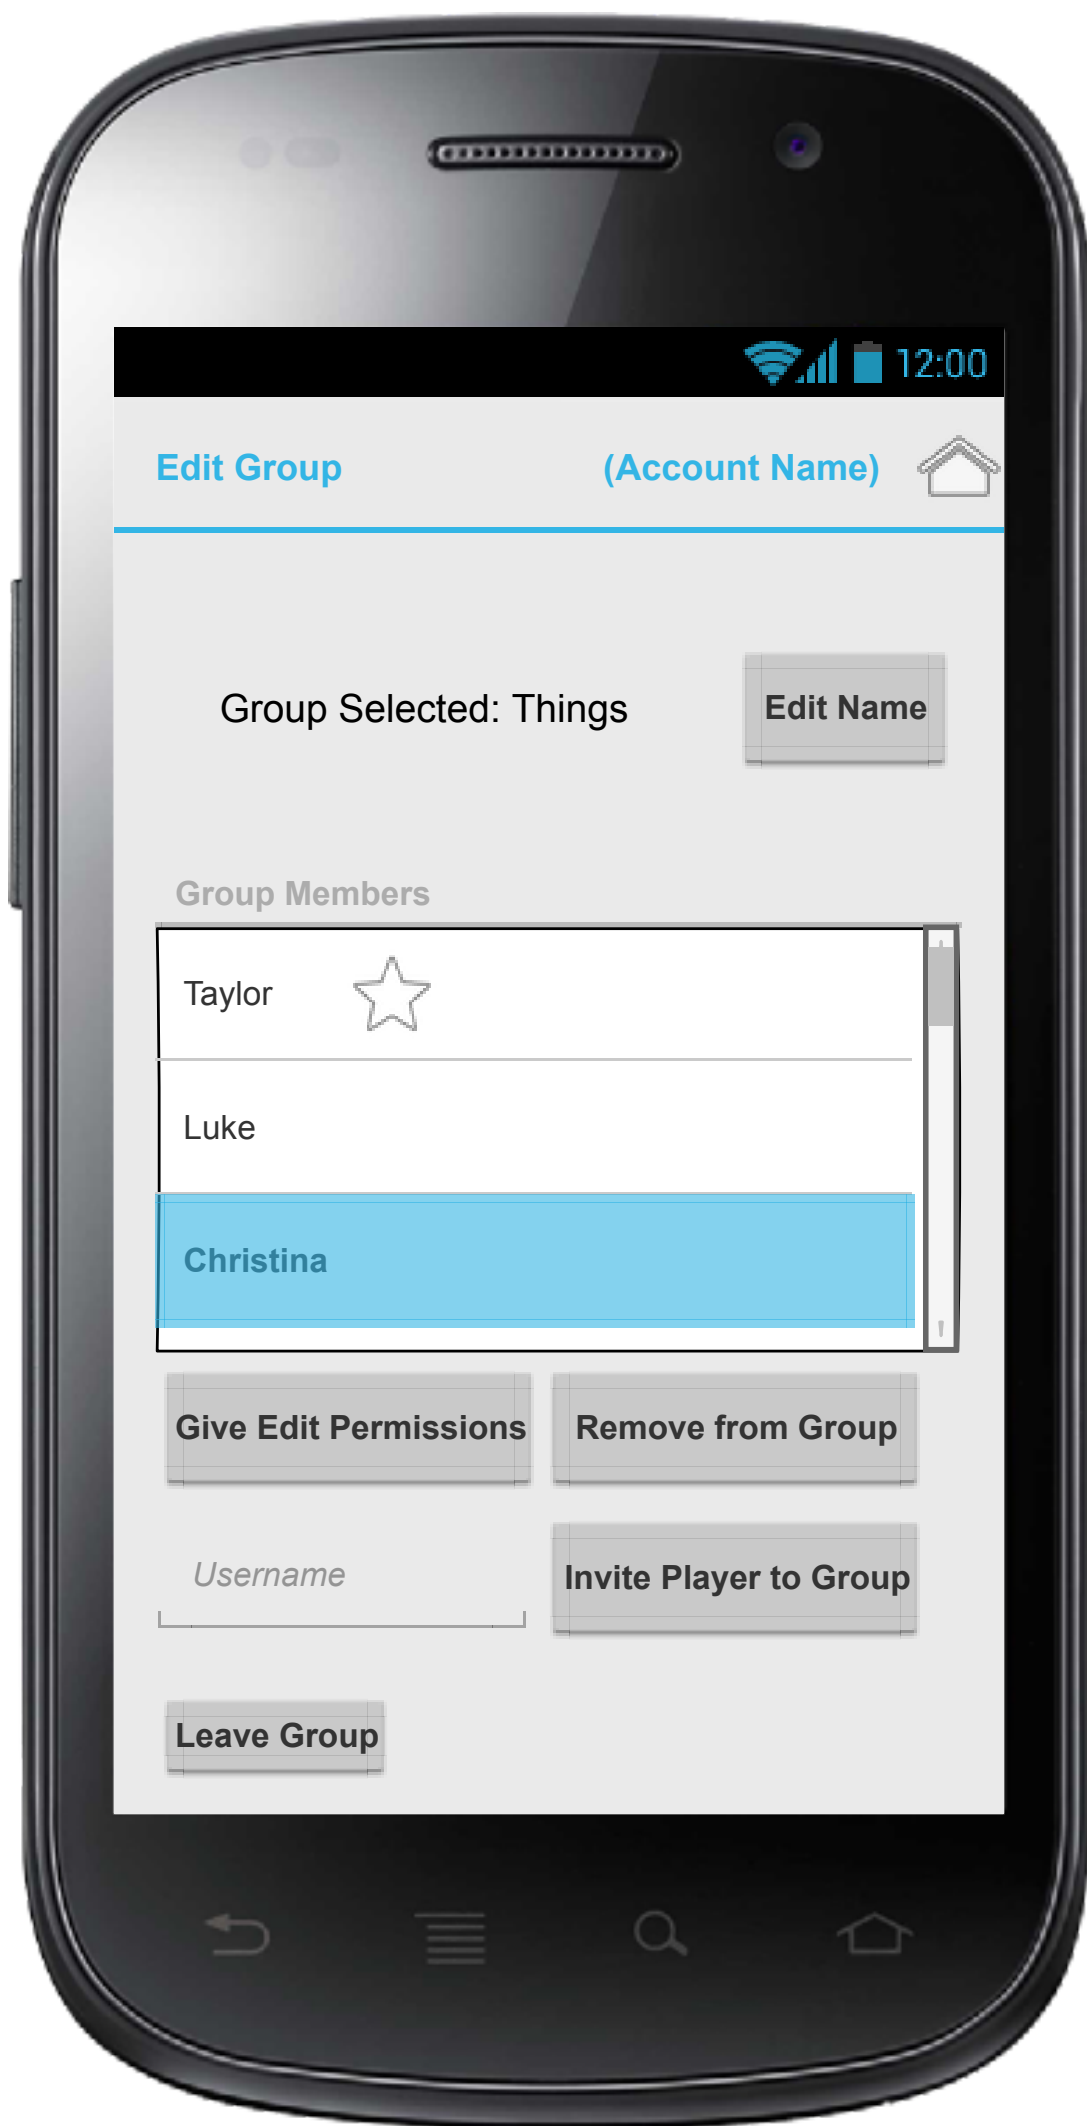 12:00
Edit Group (Account Name)
Group Selected: Things Edit Name
Group Members
Taylor
Luke
Christina
Give Edit Permissions Remove from Group
Username Invite Player to Group
Leave Group